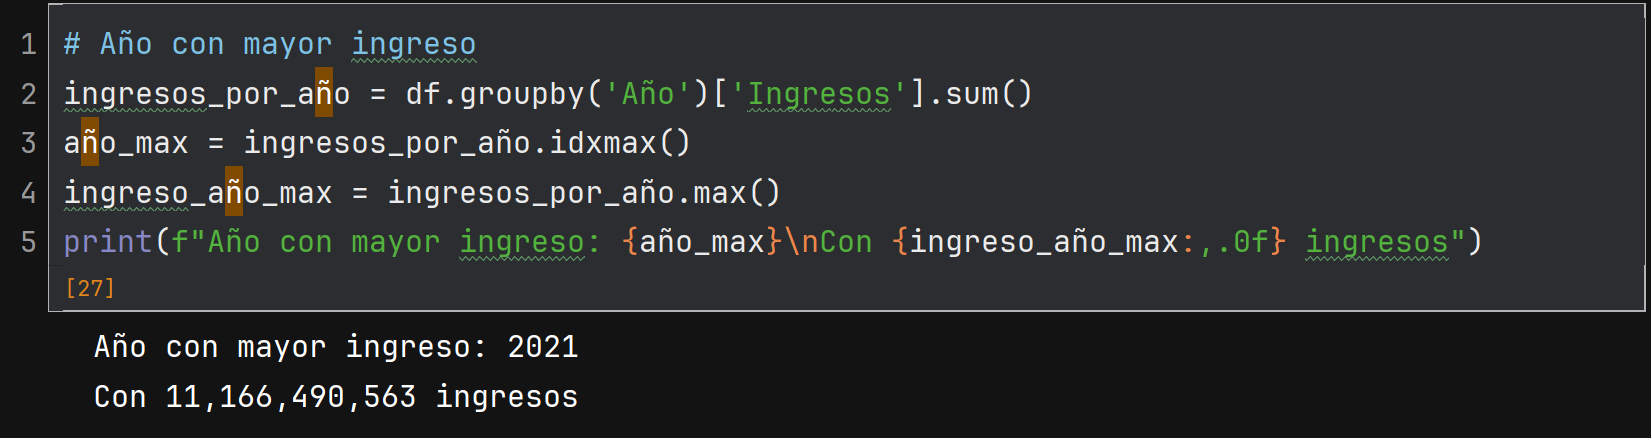 1 # Año con mayor ingreso
2 ingresos_por_año = df.groupby('Año')['Ingresos'].sum()
3 año_max = ingresos_por_año.idxmax()
4 ingreso_año_max = ingresos_por_año.max()
5 print(f"Año con mayor ingreso: {año_max}\nCon {ingreso_año_max:,.0f} ingresos")
[27]
Año con mayor ingreso: 2021
Con 11,166,490,563 ingresos